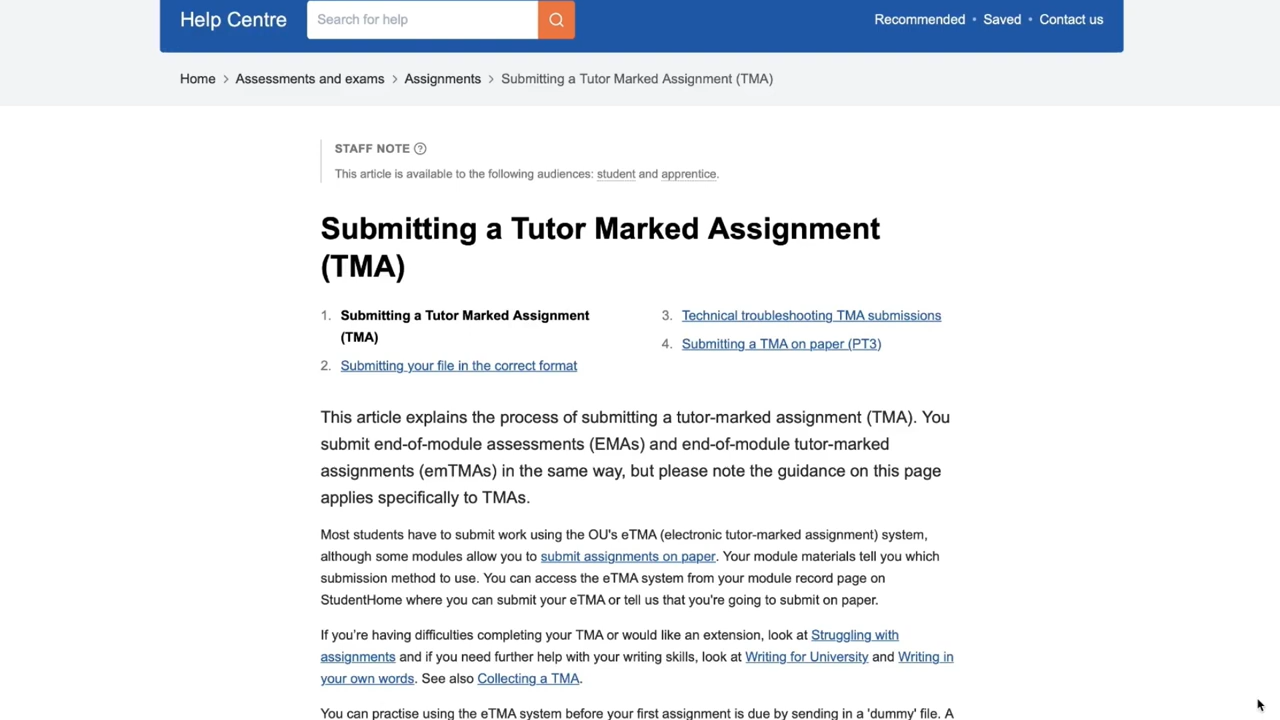 Help Centre
Search for help
Recommended • Saved • Contact us
Home > Assessments and exams > Assignments > Submitting a Tutor Marked Assignment (TMA)
STAFF NOTE ?
This article is available to the following audiences: student and apprentice.
Submitting a Tutor Marked Assignment
(TMA)
1. Submitting a Tutor Marked Assignment
(TMA)
2. Submitting your file in the correct format
3. Technical troubleshooting TMA submissions
4. Submitting a TMA on paper (PT3)
This article explains the process of submitting a tutor-marked assignment (TMA). You
submit end-of-module assessments (EMAs) and end-of-module tutor-marked
assignments (emTMAs) in the same way, but please note the guidance on this page
applies specifically to TMAs.
Most students have to submit work using the OU's eTMA (electronic tutor-marked assignment) system,
although some modules allow you to submit assignments on paper. Your module materials tell you which
submission method to use. You can access the eTMA system from your module record page on
StudentHome where you can submit your eTMA or tell us that you're going to submit on paper.
If you’re having difficulties completing your TMA or would like an extension, look at Struggling with
assignments and if you need further help with your writing skills, look at Writing for University and Writing in
your own words. See also Collecting a TMA.
You can practise using the eTMA system before your first assignment is due by sending in a 'dummy' file. A